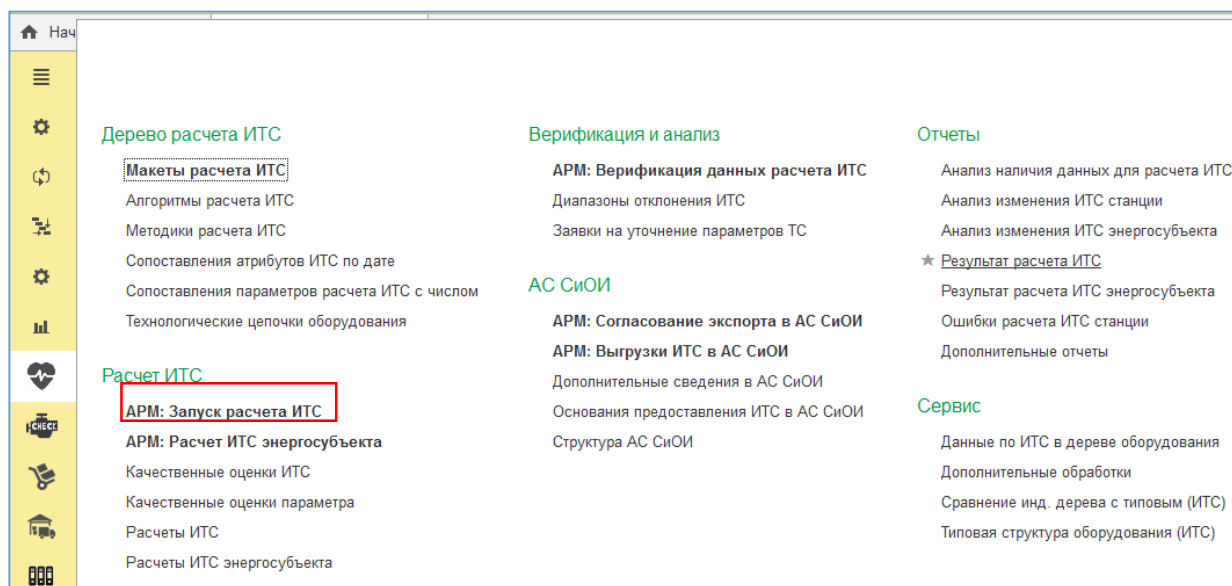 Нач
Дерево расчета ИТС
Макеты расчета ИТС
Алгоритмы расчета ИТС
Методики расчета ИТС
Сопоставления атрибутов ИТС по дате
Сопоставления параметров расчета ИТС с числом
Технологические цепочки оборудования
Расчет ИТС
АРМ: Запуск расчета ИТС
АРМ: Расчет ИТС энергосубъекта
Качественные оценки ИТС
Качественные оценки параметра
Расчеты ИТС
Расчеты ИТС энергосубъекта
Верификация и анализ
АРМ: Верификация данных расчета ИТС
Диапазоны отклонения ИТС
Заявки на уточнение параметров ТС
АС СиОИ
АРМ: Согласование экспорта в АС СиОИ
АРМ: Выгрузки ИТС в АС СиОИ
Дополнительные сведения в АС СиОИ
Основания предоставления ИТС в АС СиОИ
Структура АС СиОИ
Отчеты
Анализ наличия данных для расчета ИТС
Анализ изменения ИТС станции
Анализ изменения ИТС энергосубъекта
Результат расчета ИТС
Результат расчета ИТС энергосубъекта
Ошибки расчета ИТС станции
Дополнительные отчеты
Сервис
Данные по ИТС в дереве оборудования
Дополнительные обработки
Сравнение инд. дерева с типовым (ИТС)
Типовая структура оборудования (ИТС)
CHECK